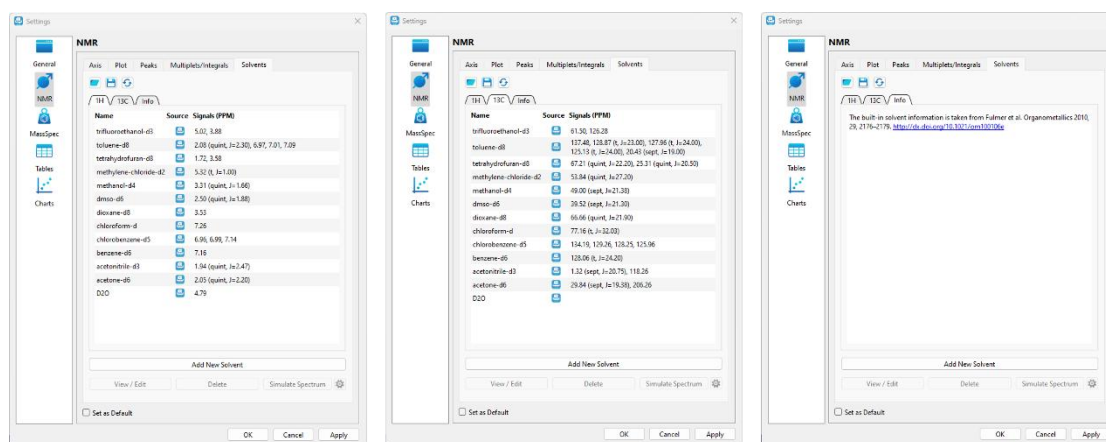 Settings
NMR
General
NMR
MassSpec
Tables
Charts
Axis Plot Peaks Multiplets/Integrals Solvents
1H 13C Info
Name Source Signals (PPM)
trifluoroethanol-d3 5.02, 3.88
toluene-d8 2.08 (quint, J=2.30), 6.97, 7.01, 7.09
tetrahydrofuran-d8 1.72, 3.58
methylene-chloride-d2 5.32 (t, J=1.00)
methanol-d4 3.31 (quint, J=1.66)
dmso-d6 2.50 (quint, J=1.88)
dioxane-d8 3.53
chloroform-d 7.26
chlorobenzene-d5 6.96, 6.99, 7.14
benzene-d6 7.16
acetonitrile-d3 1.94 (quint, J=2.47)
acetone-d6 2.05 (quint, J=2.20)
D2O 4.79
Add New Solvent
View / Edit Delete Simulate Spectrum
Set as Default
OK Cancel Apply
Settings
NMR
General
NMR
MassSpec
Tables
Charts
Axis Plot Peaks Multiplets/Integrals Solvents
1H 13C Info
Name Source Signals (PPM)
trifluoroethanol-d3 61.50, 126.28
toluene-d8 137.48, 128.87 (t, J=23.00), 127.96 (t, J=24.00),
125.13 (t, J=24.00), 20.43 (sept, J=19.00)
tetrahydrofuran-d8 67.21 (quint, J=22.20), 25.31 (quint, J=20.50)
methylene-chloride-d2 53.84 (quint, J=27.20)
methanol-d4 49.00 (sept, J=21.30)
dmso-d6 39.52 (sept, J=21.30)
dioxane-d8 66.66 (quint, J=21.90)
chloroform-d 77.16 (t, J=32.03)
chlorobenzene-d5 134.19, 129.26, 128.25, 125.96
benzene-d6 128.06 (t, J=24.20)
acetonitrile-d3 1.32 (sept, J=20.75), 118.26
acetone-d6 29.84 (sept, J=19.38), 206.26
D2O
Add New Solvent
View / Edit Delete Simulate Spectrum
Set as Default
OK Cancel Apply
Settings
NMR
General
NMR
MassSpec
Tables
Charts
Axis Plot Peaks Multiplets/Integrals Solvents
1H 13C Info
The built-in solvent information is taken from Fulmer et al. Organometallics 2010,
29, 2176–2179. http://dx.doi.org/10.1021/om100106e
Add New Solvent
View / Edit Delete Simulate Spectrum
Set as Default
OK Cancel Apply